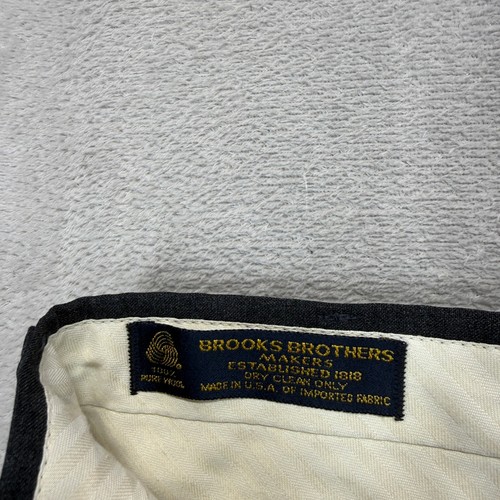 BROOKS BROTHERS
MAKERS
ESTABLISHED 1818
DRY CLEAN ONLY
MADE IN U.S.A. OF IMPORTED FABRIC
100%
PURE WOOL